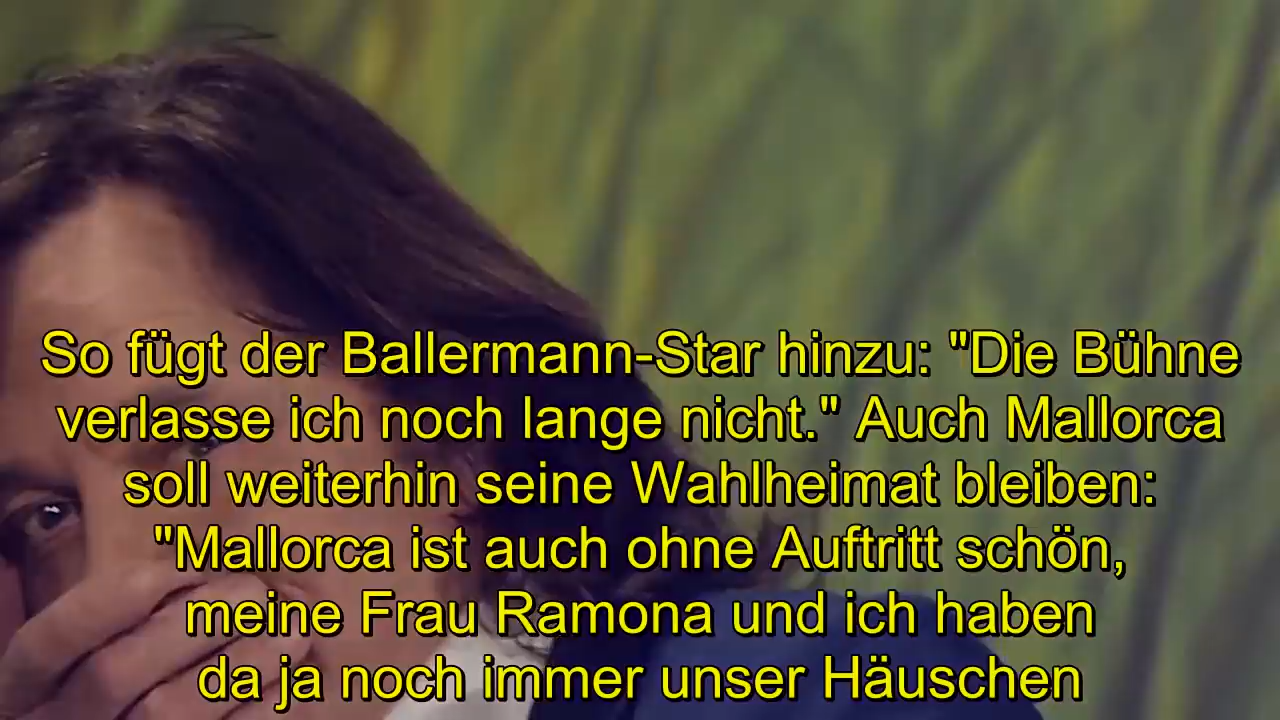 So fügt der Ballermann-Star hinzu: "Die Bühne
verlasse ich noch lange nicht." Auch Mallorca
soll weiterhin seine Wahlheimat bleiben:
"Mallorca ist auch ohne Auftritt schön,
meine Frau Ramona und ich haben
da ja noch immer unser Häuschen